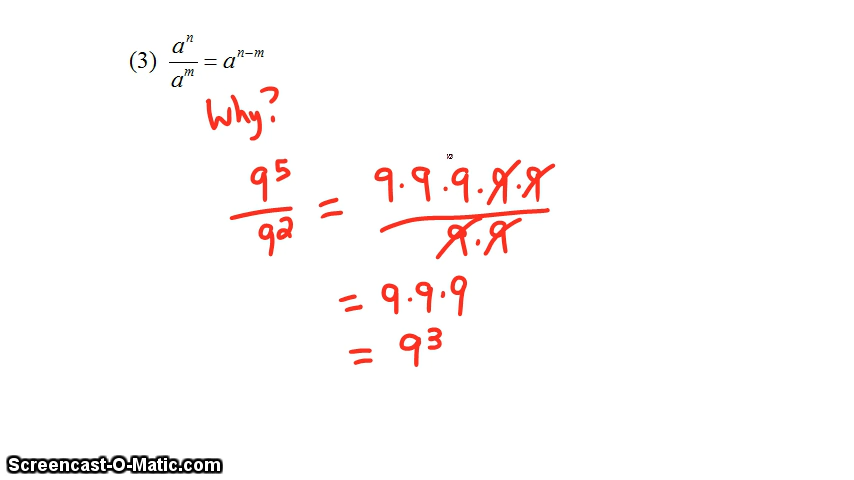 (3) aⁿ/aᵐ = aⁿ⁻ᵐ
Why?
9⁵/9² = 9·9·9·9·9/9·9
= 9·9·9
= 9³
Screencast-O-Matic.com